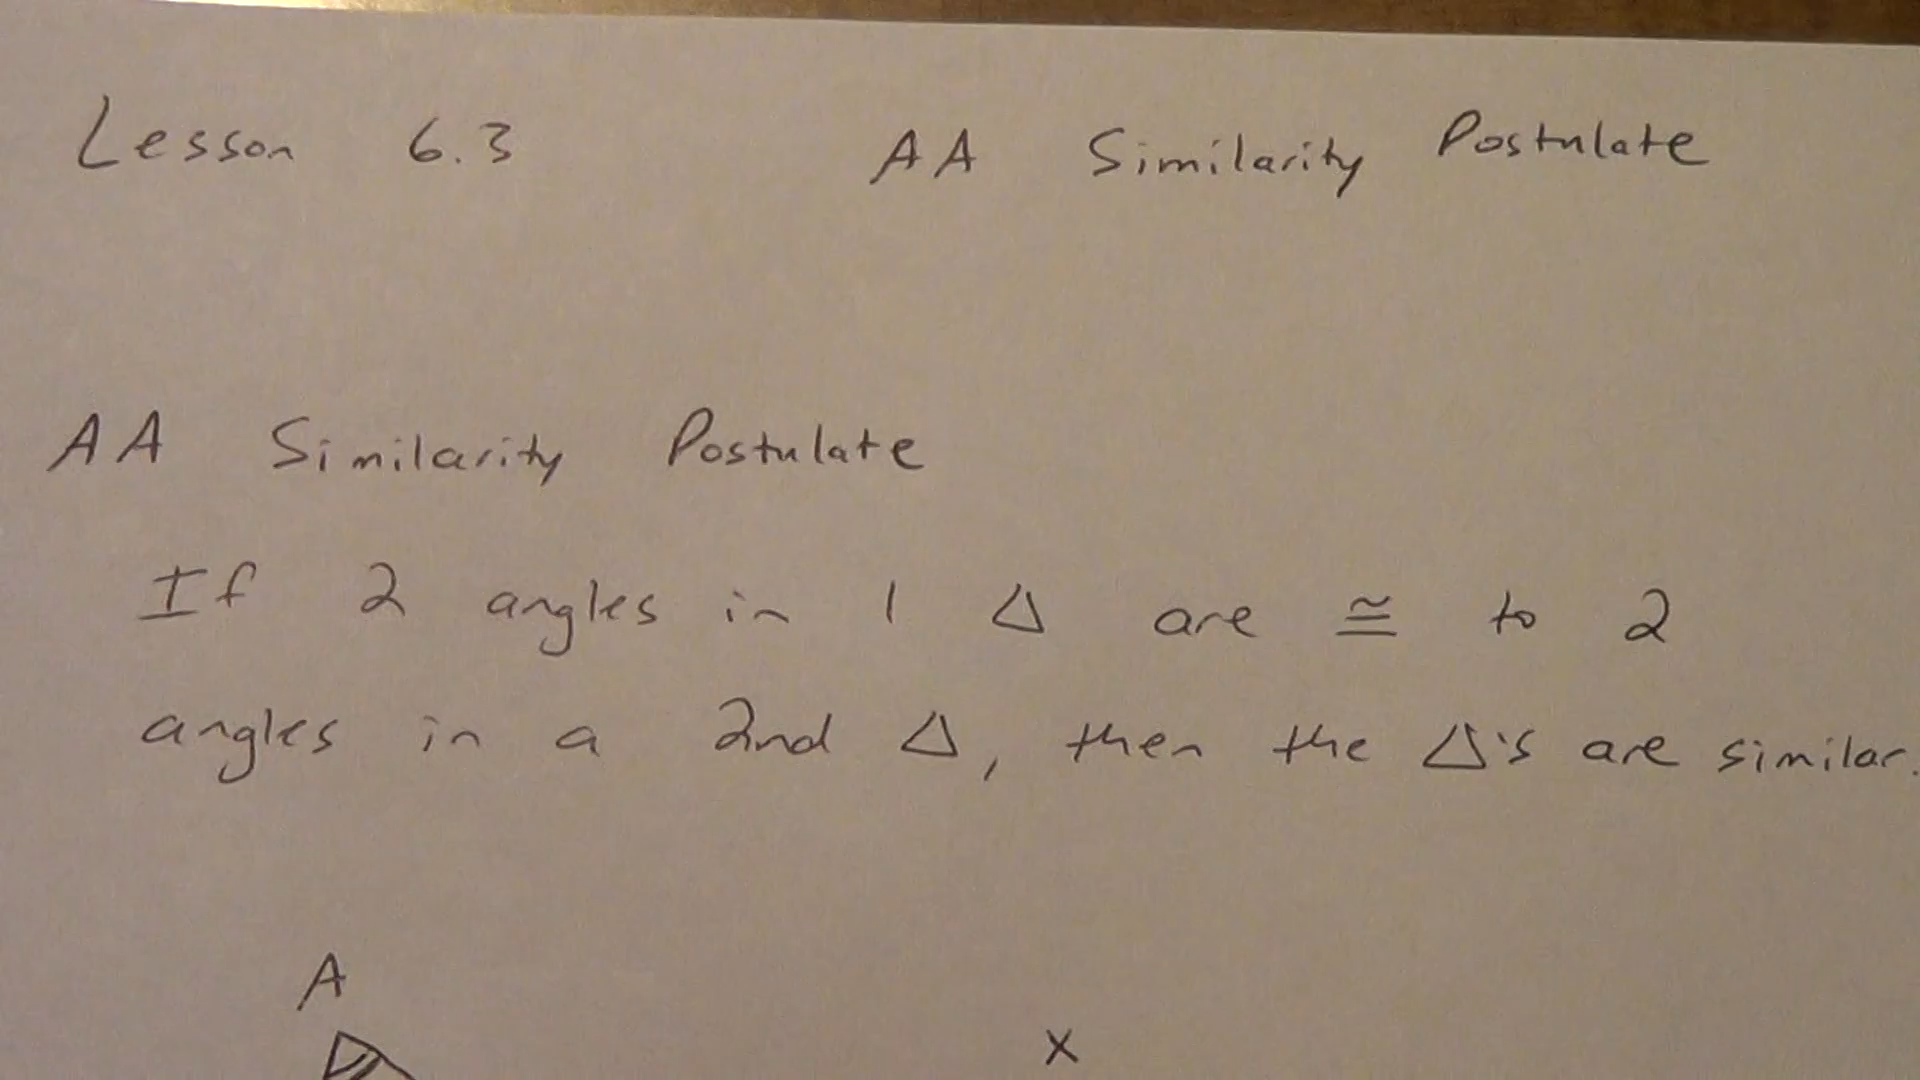 Lesson 6.3 AA Similarity Postulate
AA Similarity Postulate
If 2 angles in 1 △ are ≅ to 2
angles in a 2nd △, then the △'s are similar.
A
X